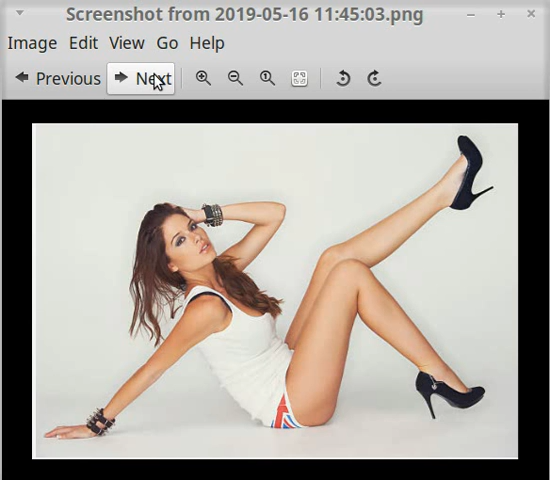 Screenshot from 2019-05-16 11:45:03.png
Image Edit View Go Help
Previous Next